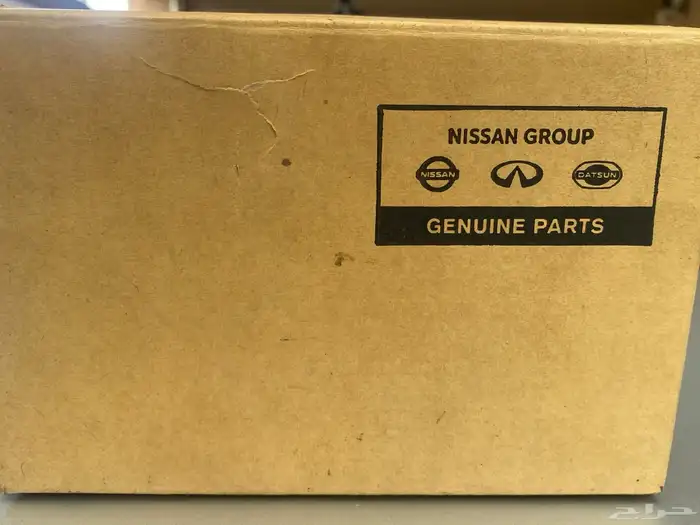 NISSAN GROUP
NISSAN
DATSUN
GENUINE PARTS
حراج